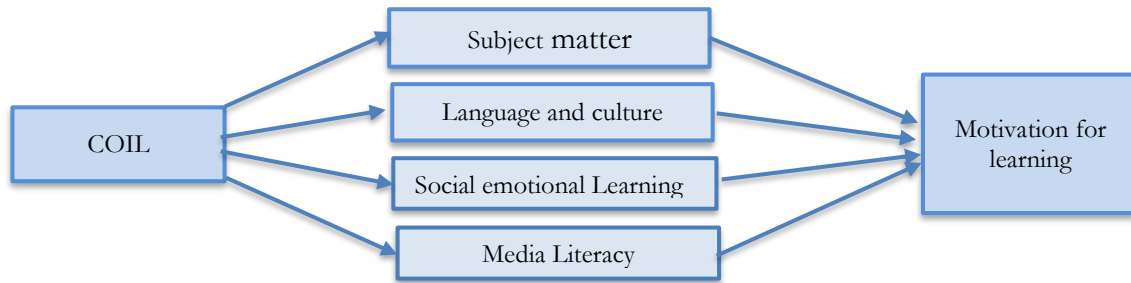 Subject matter
Language and culture
COIL
Motivation for
learning
Social emotional Learning
Media Literacy